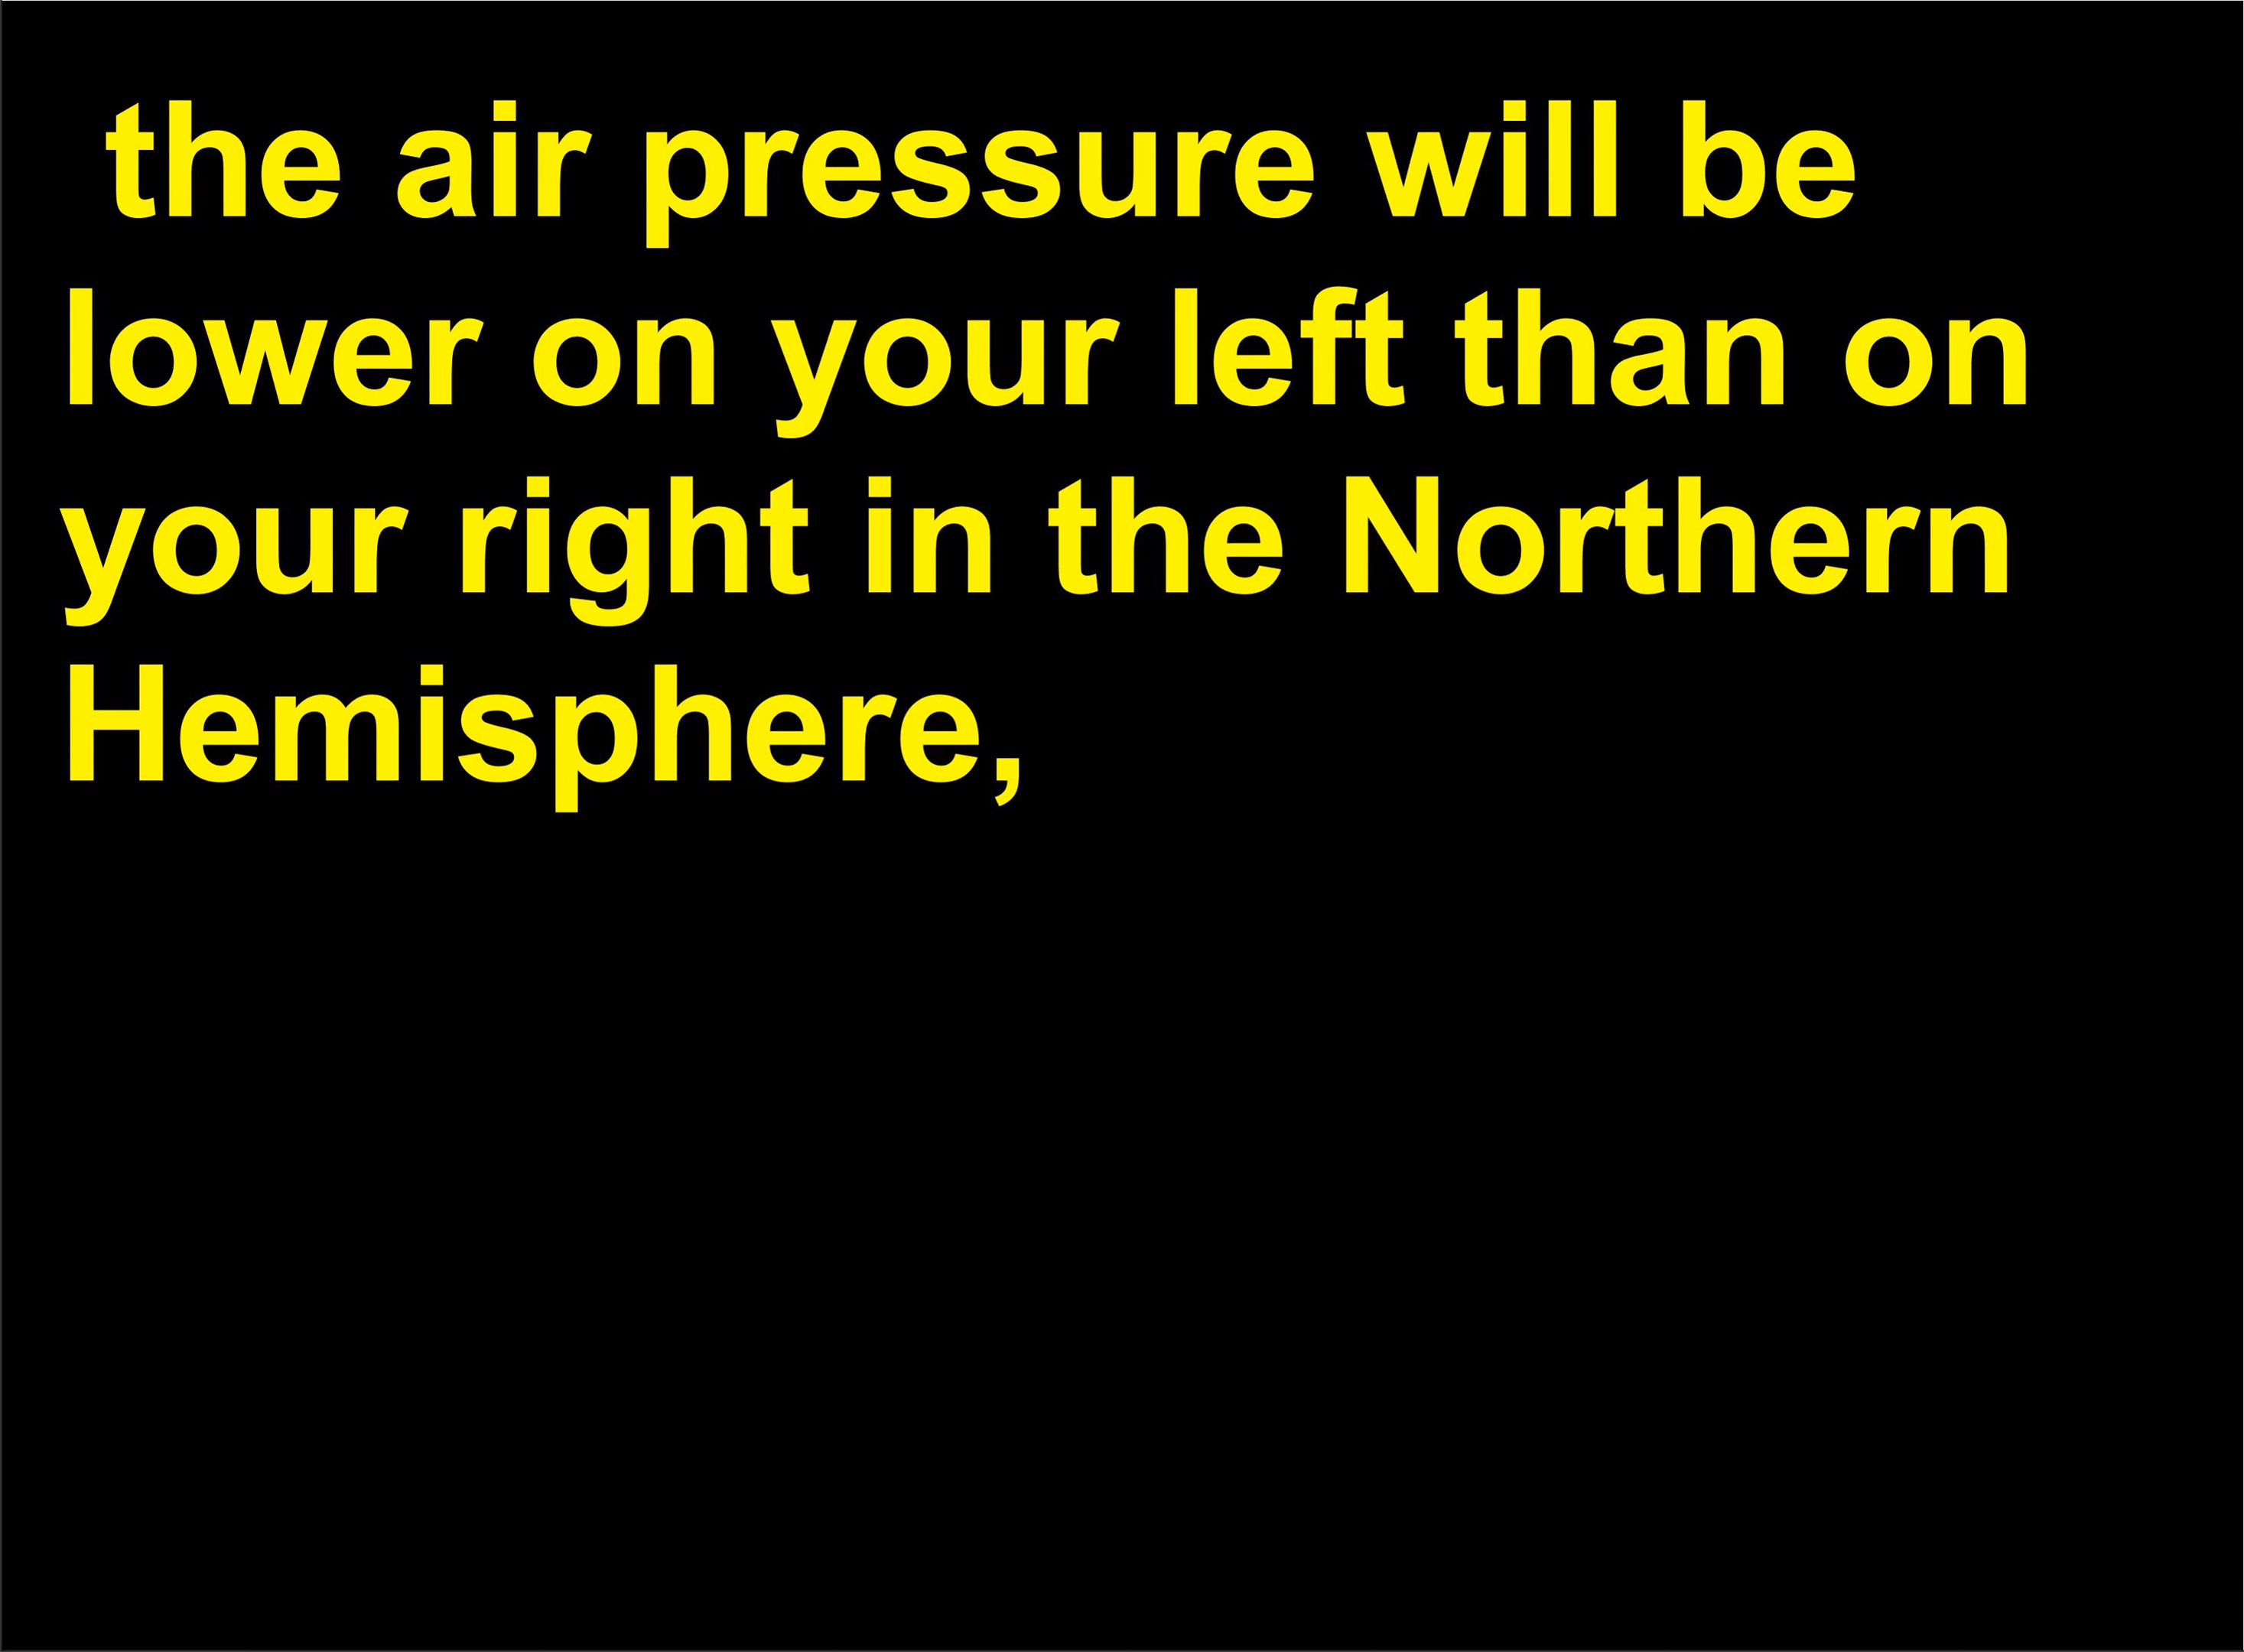 the air pressure will be
lower on your left than on
your right in the Northern
Hemisphere,